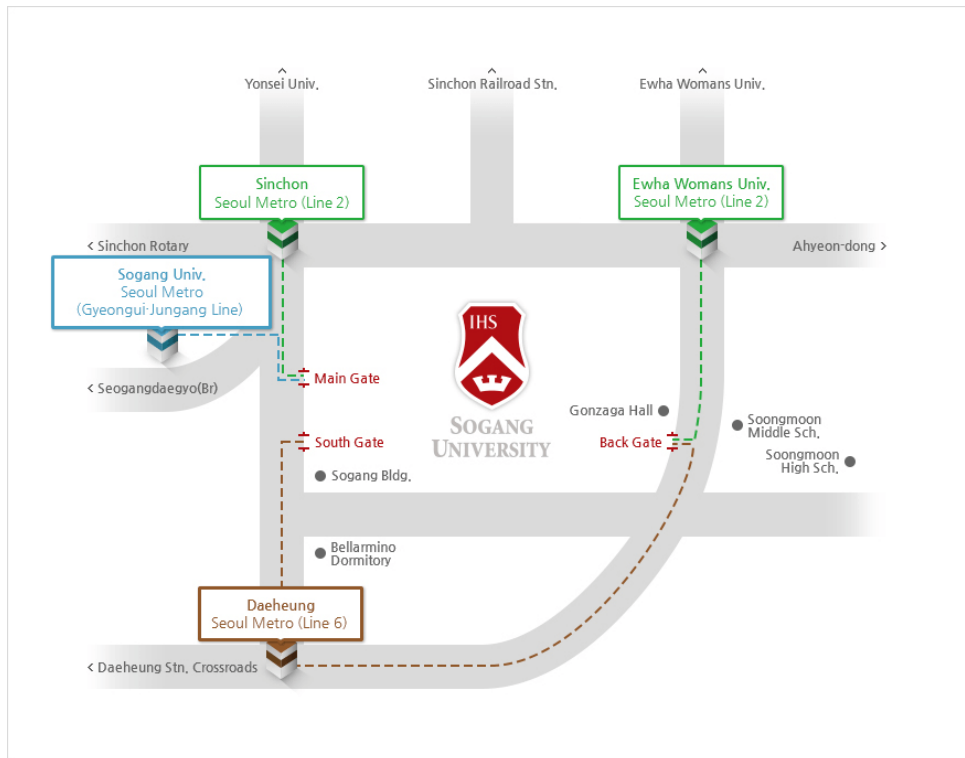 Yonsei Univ.
Sinchon Railroad Stn.
Ewha Womans Univ.
Sinchon
Seoul Metro (Line 2)
Ewha Womans Univ.
Seoul Metro (Line 2)
< Sinchon Rotary
Ahyeon-dong >
Sogang Univ.
Seoul Metro
(Gyeongui·Jungang Line)
IHS
Main Gate
< Seogangdaegyo(Br)
SOGANG
UNIVERSITY
Gonzaga Hall
Soongmoon
Middle Sch.
South Gate
Back Gate
Soongmoon
High Sch.
Sogang Bldg.
Bellarmino
Dormitory
Daeheung
Seoul Metro (Line 6)
< Daeheung Stn. Crossroads